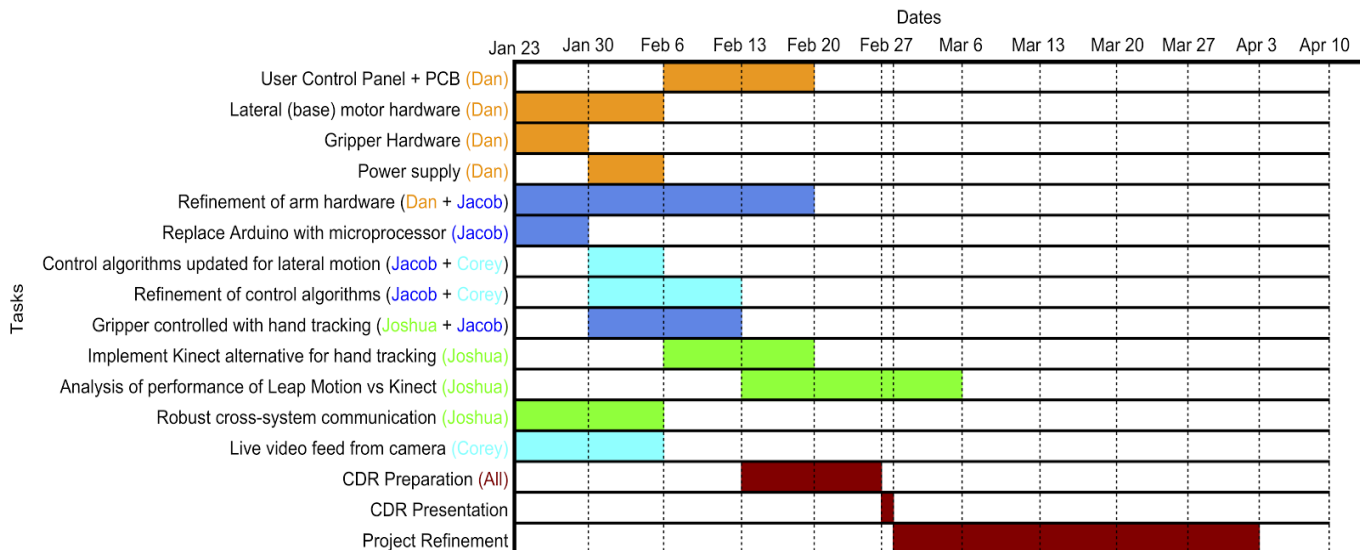 Dates
Jan 23 Jan 30 Feb 6 Feb 13 Feb 20 Feb 27 Mar 6 Mar 13 Mar 20 Mar 27 Apr 3 Apr 10
Tasks
User Control Panel + PCB (Dan)
Lateral (base) motor hardware (Dan)
Gripper Hardware (Dan)
Power supply (Dan)
Refinement of arm hardware (Dan + Jacob)
Replace Arduino with microprocessor (Jacob)
Control algorithms updated for lateral motion (Jacob + Corey)
Refinement of control algorithms (Jacob + Corey)
Gripper controlled with hand tracking (Joshua + Jacob)
Implement Kinect alternative for hand tracking (Joshua)
Analysis of performance of Leap Motion vs Kinect (Joshua)
Robust cross-system communication (Joshua)
Live video feed from camera (Corey)
CDR Preparation (All)
CDR Presentation
Project Refinement